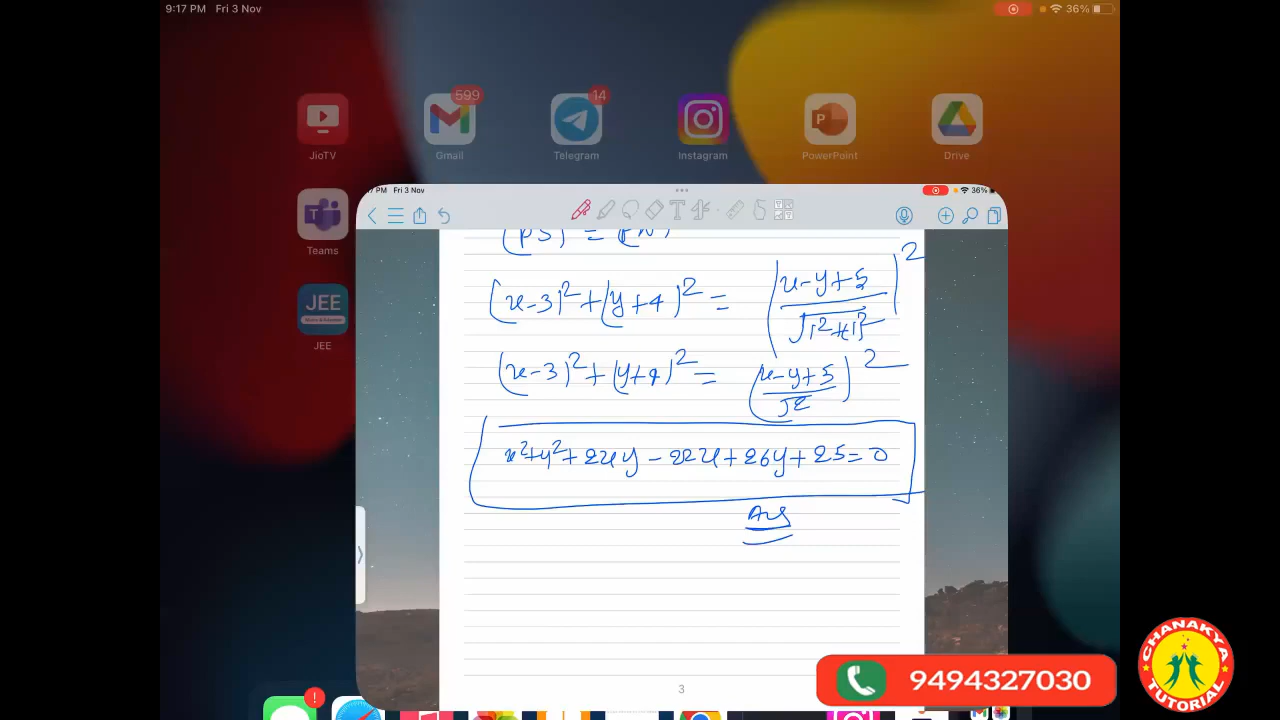 9:17 PM Fri 3 Nov 36%
599 14
JioTV Gmail Telegram Instagram PowerPoint Drive
Teams
JEE
JEE
7 PM Fri 3 Nov 36%
(x-3)²+(y+4)² = |x-y+5/√1²+1²|²
(x-3)²+(y+4)² = (x-y+5/√2)²
x²+y²+2xy-22x+26y+25=0
Ans
3
9494327030
CHANAKYA TUTORIAL